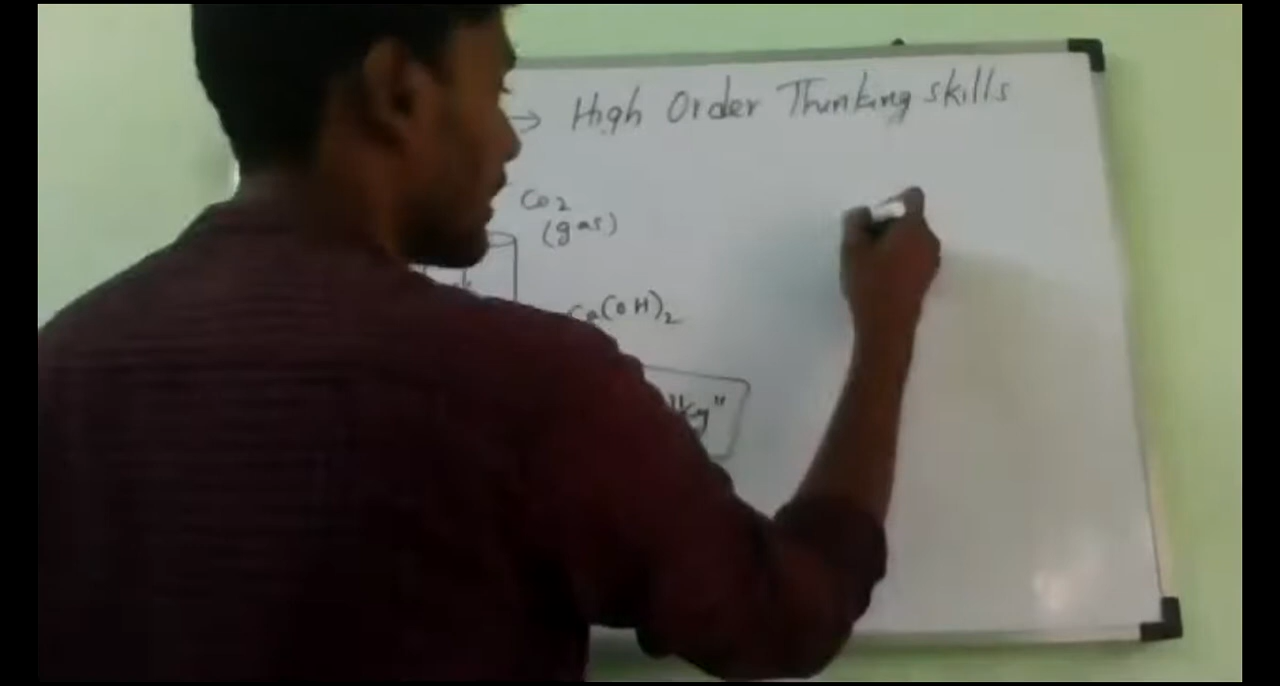 → High Order Thinking skills
CO2
(gas)
Ca(OH)2